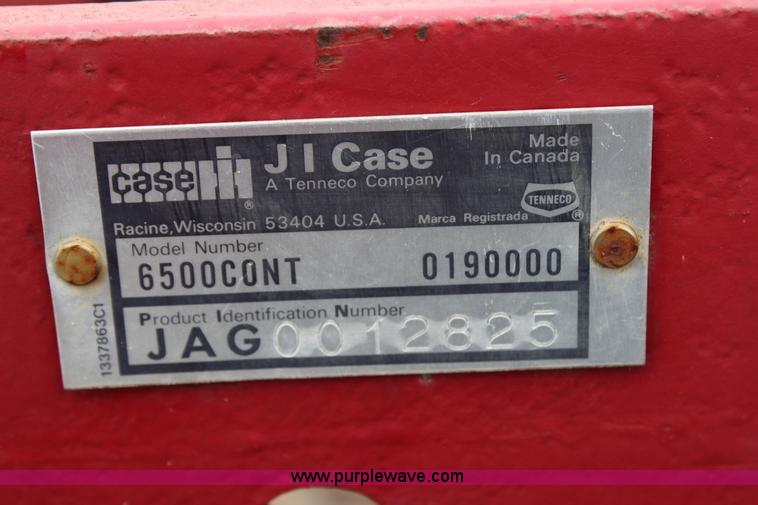 case IH
®
J I Case
A Tenneco Company
Made
In Canada
TENNECO
®
Racine, Wisconsin 53404 U.S.A.
Marca Registrada
Model Number
6500CONT 0190000
Product Identification Number
JAG0012825
1337863C1
www.purplewave.com